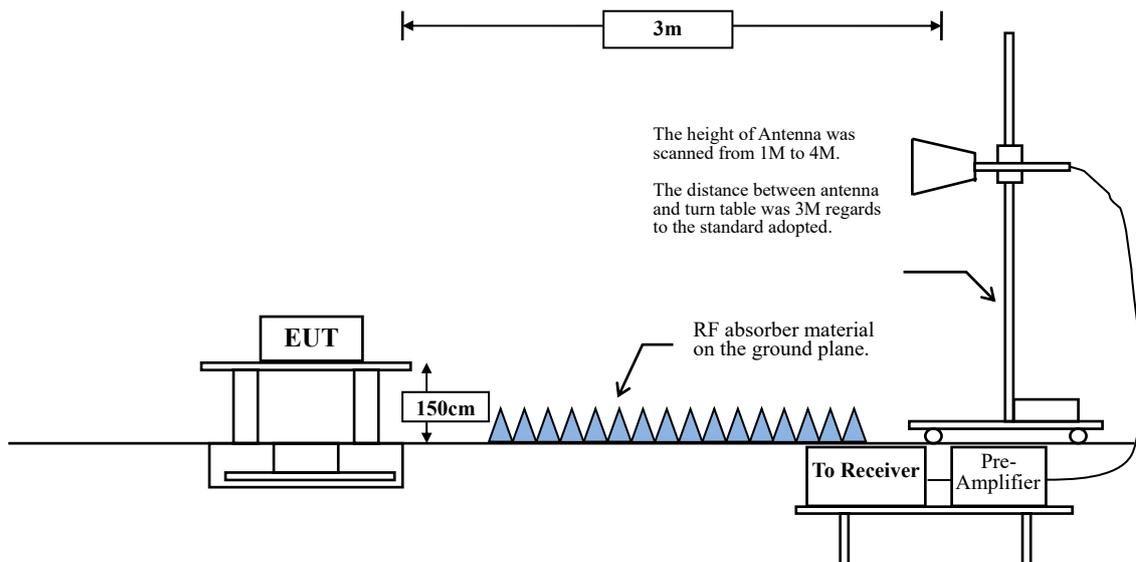 3m
The height of Antenna was
scanned from 1M to 4M.
The distance between antenna
and turn table was 3M regards
to the standard adopted.
EUT
RF absorber material
on the ground plane.
150cm
To Receiver
Pre-
Amplifier